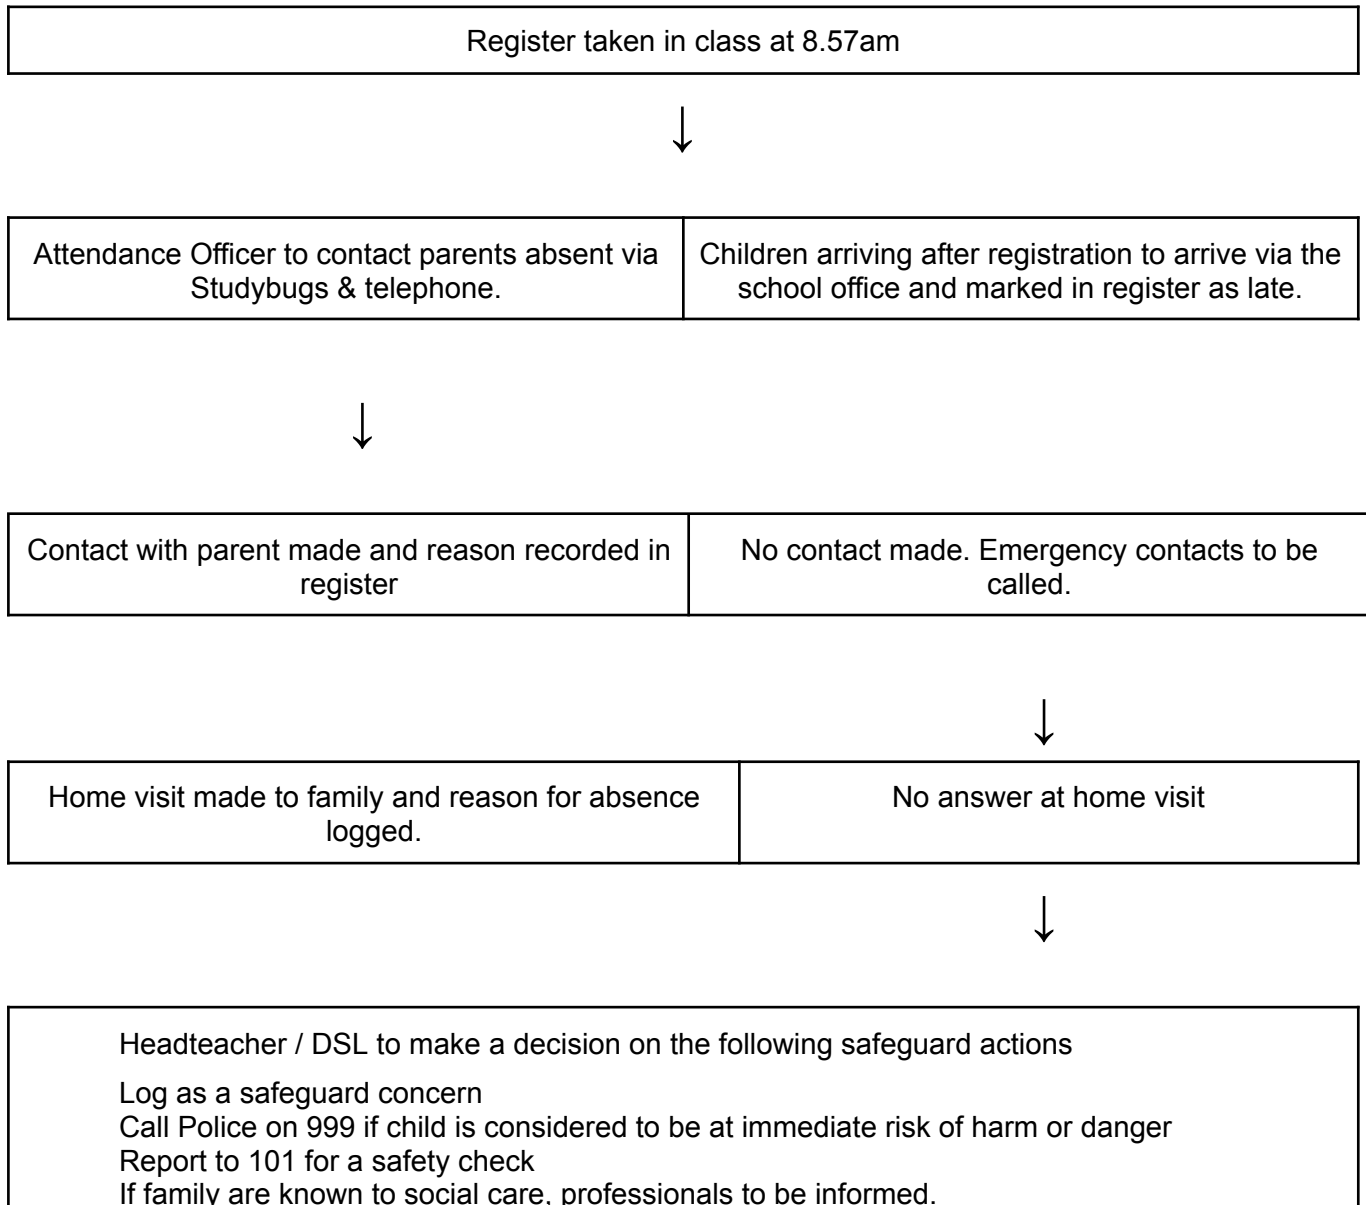 Register taken in class at 8.57am
↓
Attendance Officer to contact parents absent via
Studybugs & telephone.
Children arriving after registration to arrive via the
school office and marked in register as late.
↓
Contact with parent made and reason recorded in
register
No contact made. Emergency contacts to be
called.
↓
Home visit made to family and reason for absence
logged.
No answer at home visit
↓
Headteacher / DSL to make a decision on the following safeguard actions
Log as a safeguard concern
Call Police on 999 if child is considered to be at immediate risk of harm or danger
Report to 101 for a safety check
If family are known to social care, professionals to be informed.